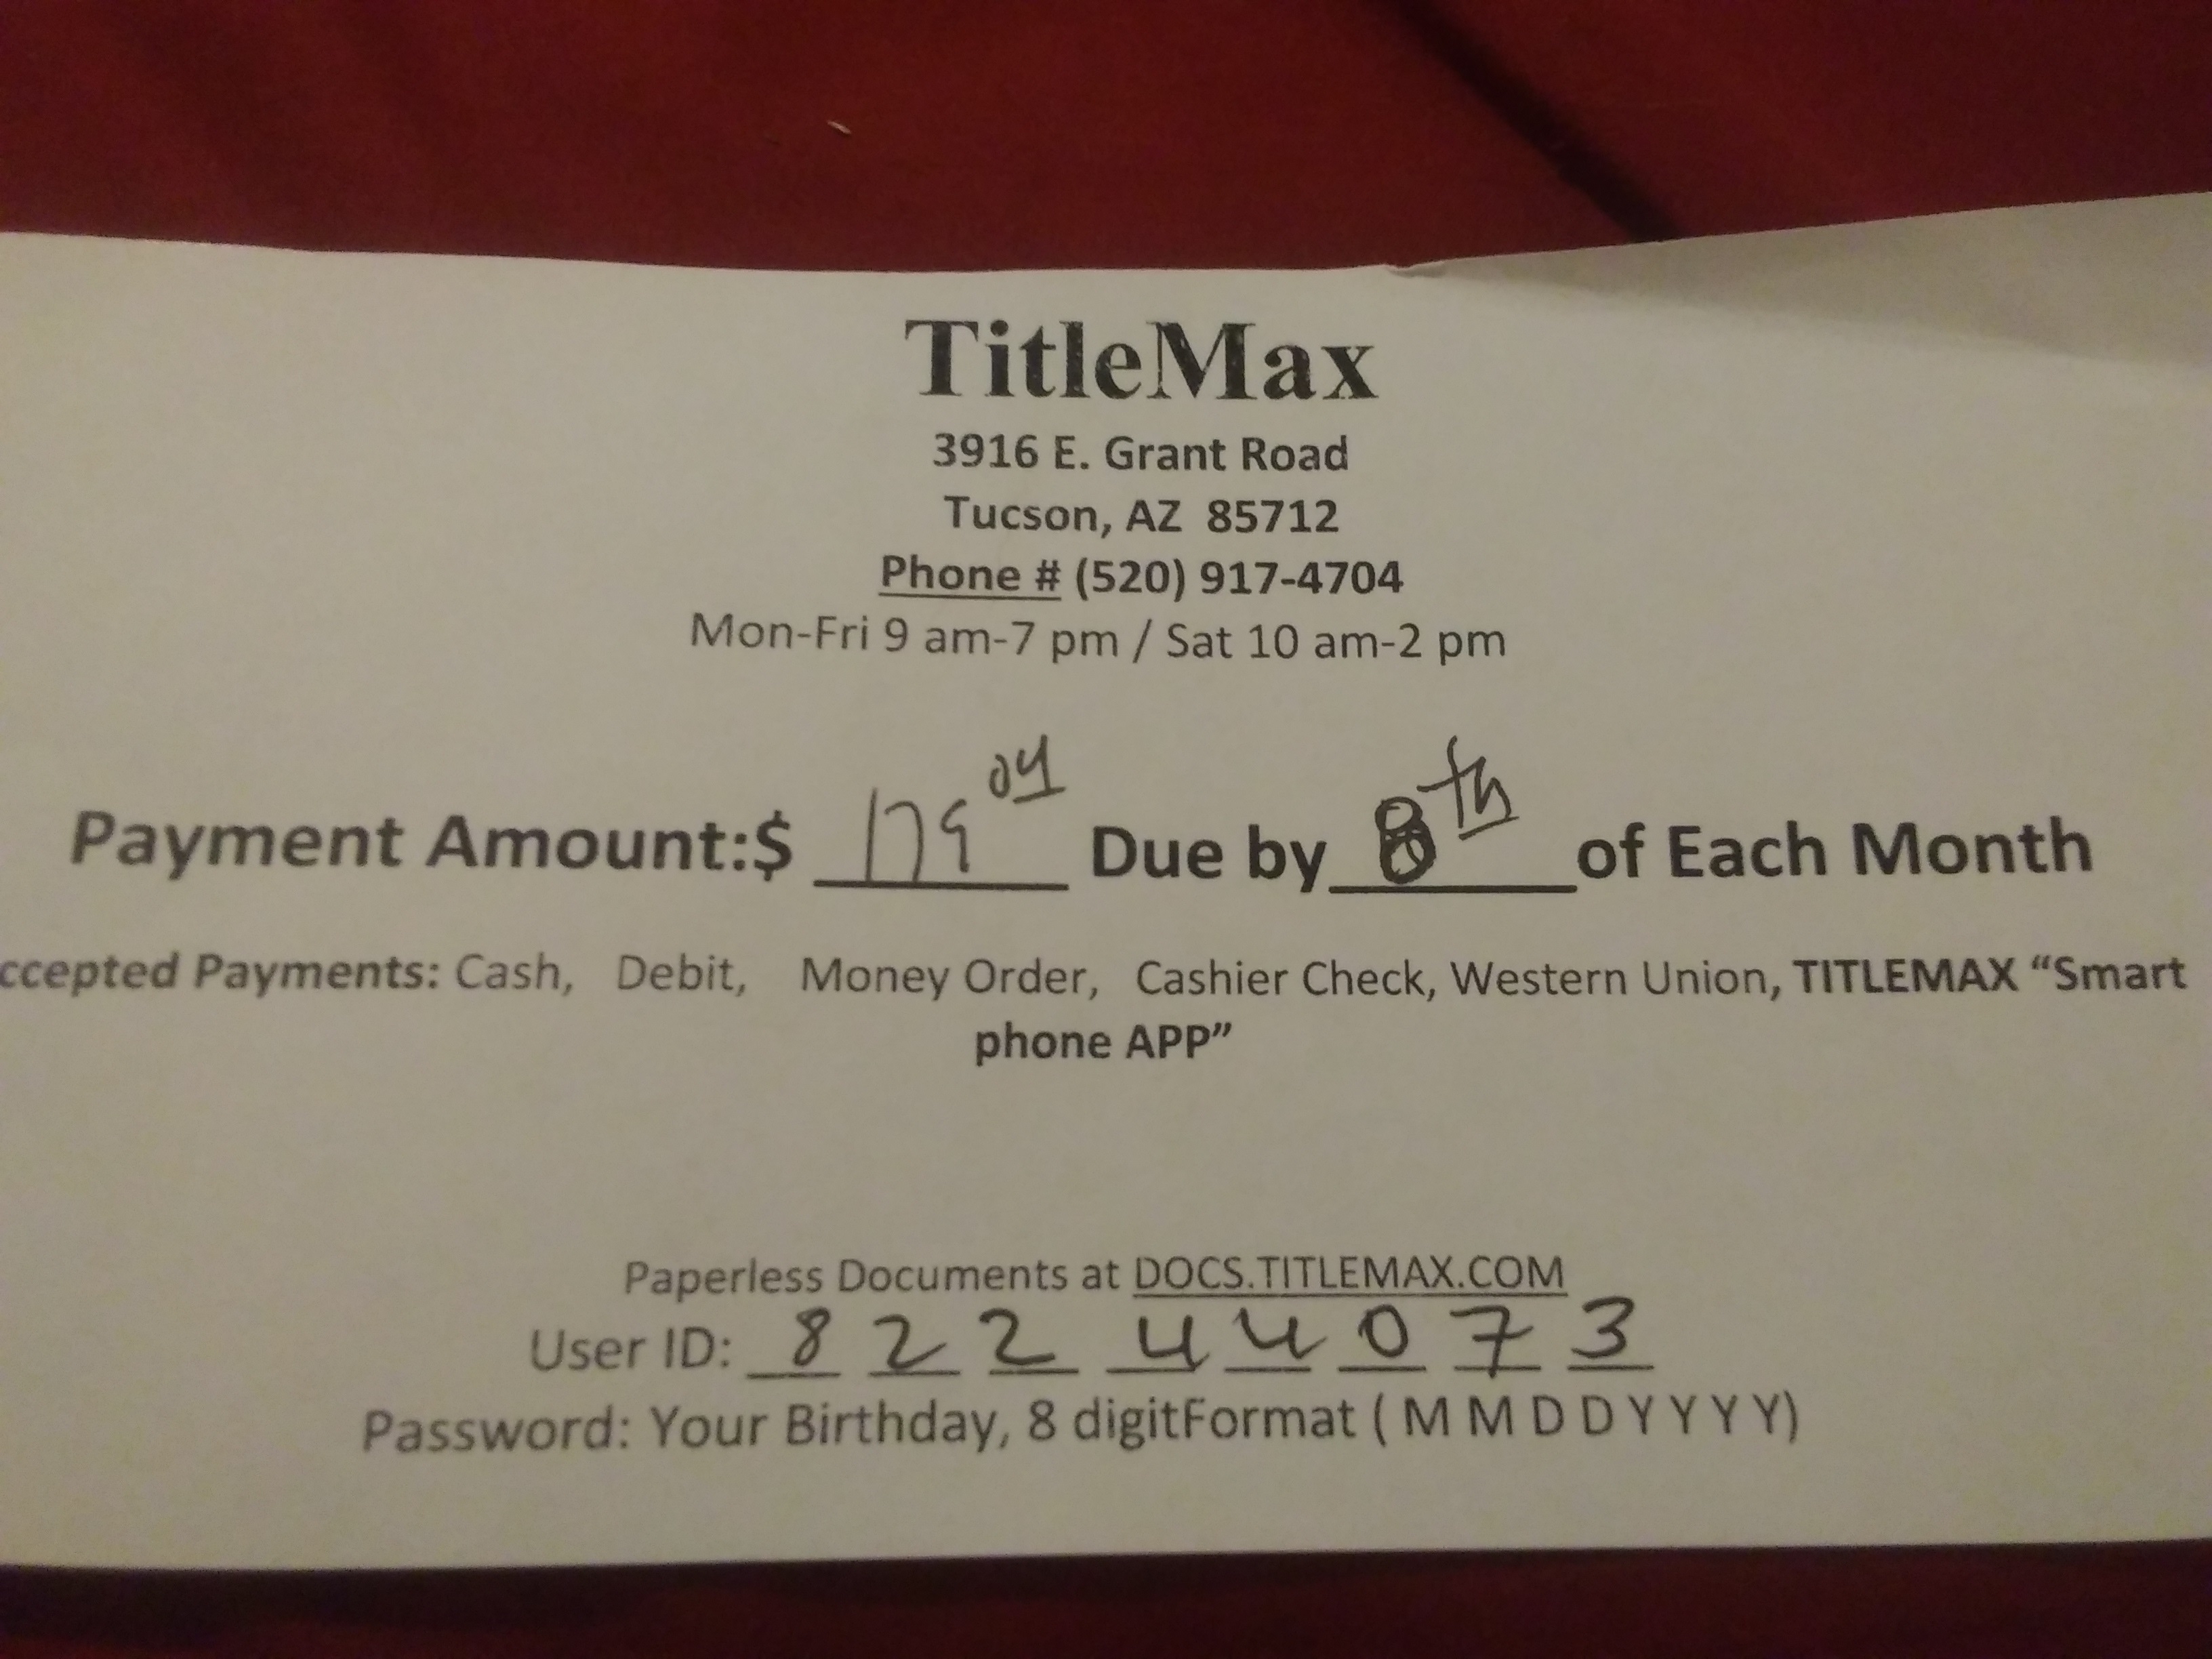 TitleMax
3916 E. Grant Road
Tucson, AZ 85712
Phone # (520) 917-4704
Mon-Fri 9 am-7 pm / Sat 10 am-2 pm
Payment Amount:$ 179 04 Due by 8th of Each Month
ccepted Payments: Cash, Debit, Money Order, Cashier Check, Western Union, TITLEMAX “Smart
phone APP”
Paperless Documents at DOCS.TITLEMAX.COM
User ID: 8 2 2 4 4 0 7 3
Password: Your Birthday, 8 digitFormat ( M M D D Y Y Y Y)